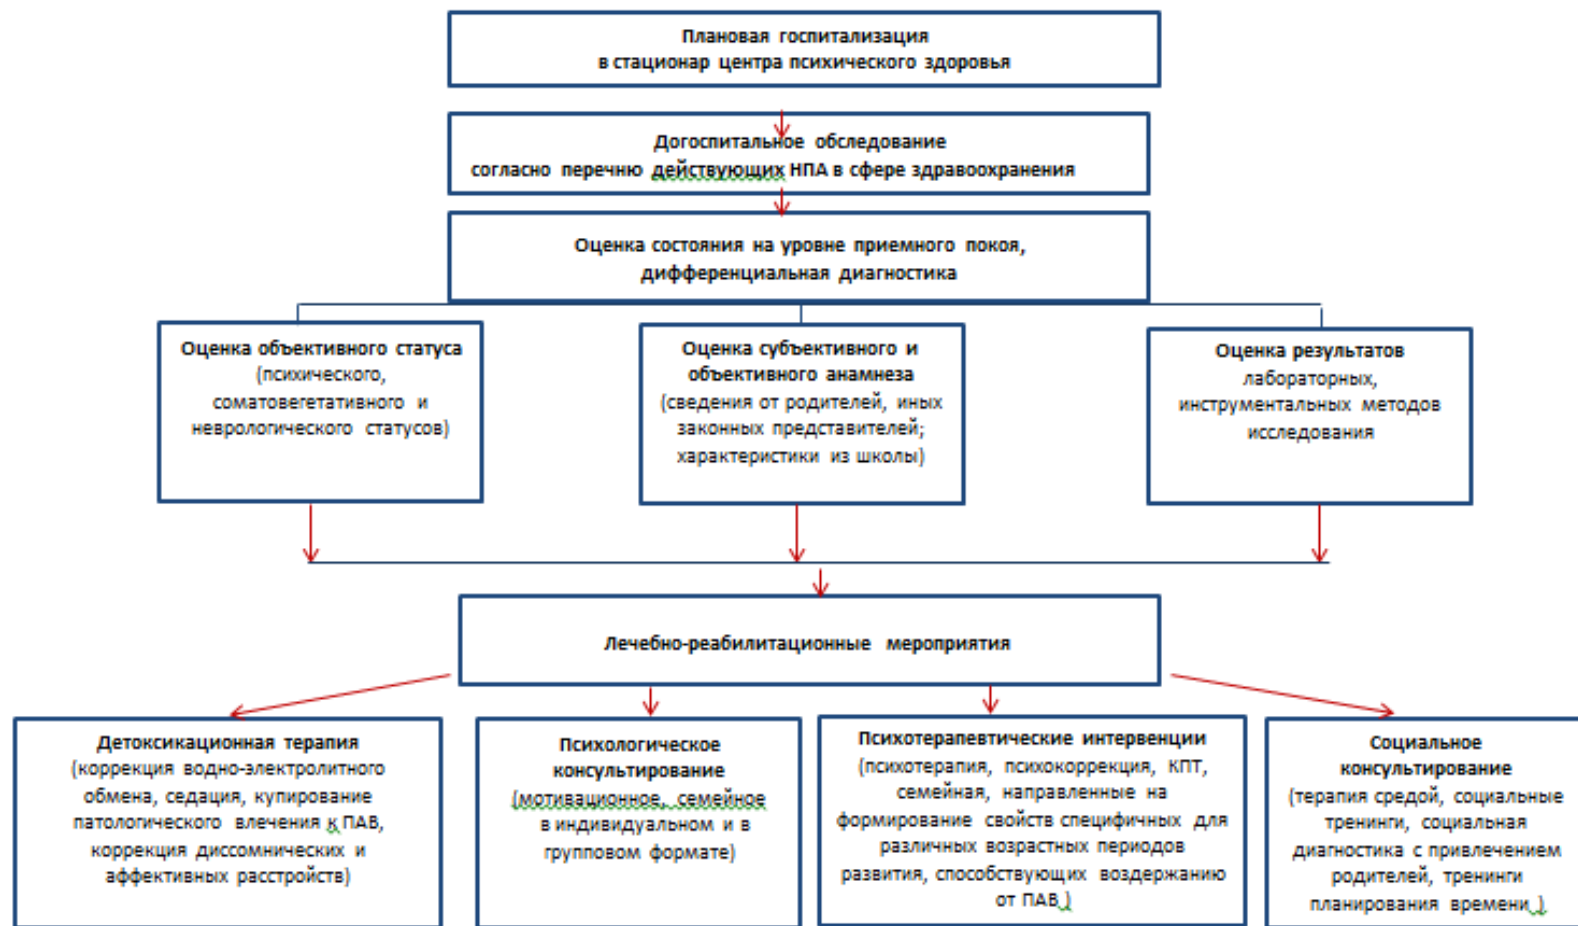 Плановая госпитализация
в стационар центра психического здоровья
Догоспитальное обследование
согласно перечню действующих НПА в сфере здравоохранения
Оценка состояния на уровне приемного покоя,
дифференциальная диагностика
Оценка объективного статуса
(психического,
соматовегетативного и
неврологического статусов)
Оценка субъективного и
объективного анамнеза
(сведения от родителей, иных
законных представителей;
характеристики из школы)
Оценка результатов
лабораторных,
инструментальных методов
исследования
Лечебно-реабилитационные мероприятия
Детоксикационная терапия
(коррекция водно-электролитного
обмена, седация, купирование
патологического влечения к ПАВ,
коррекция диссомнических и
аффективных расстройств)
Психологическое
консультирование
(мотивационное, семейное
в индивидуальном и в
групповом формате)
Психотерапевтические интервенции
(психотерапия, психокоррекция, КПТ,
семейная, направленные на
формирование свойств специфичных для
различных возрастных периодов
развития, способствующих воздержанию
от ПАВ )
Социальное
консультирование
(терапия средой, социальные
тренинги, социальная
диагностика с привлечением
родителей, тренинги
планирования времени )